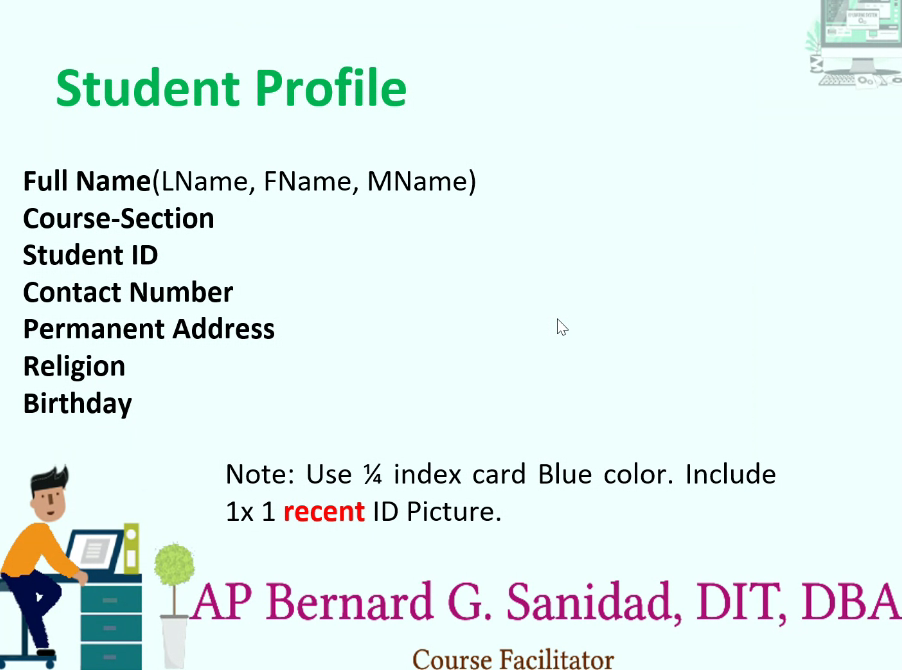 Student Profile
Full Name(LName, FName, MName)
Course-Section
Student ID
Contact Number
Permanent Address
Religion
Birthday
Note: Use ¼ index card Blue color. Include
1x 1 recent ID Picture.
AP Bernard G. Sanidad, DIT, DBA
Course Facilitator